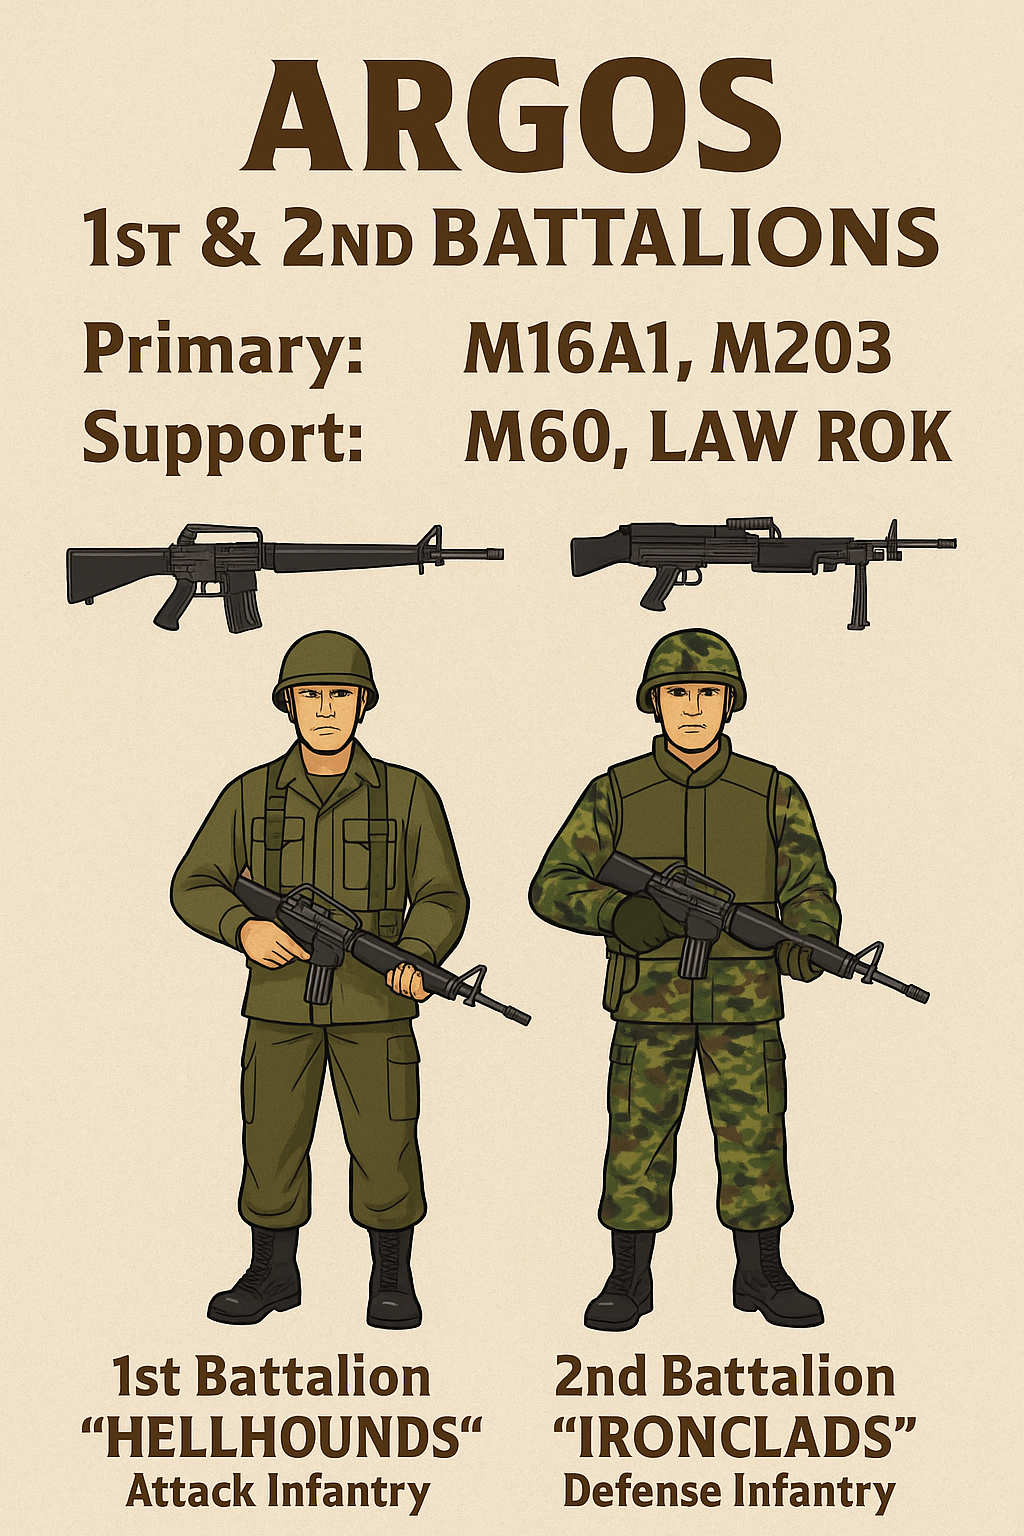 ARGOS
1ST & 2ND BATTALIONS
Primary: M16A1, M203
Support: M60, LAW ROK
1st Battalion
“HELLHOUNDS“
Attack Infantry
2nd Battalion
“IRONCLADS”
Defense Infantry